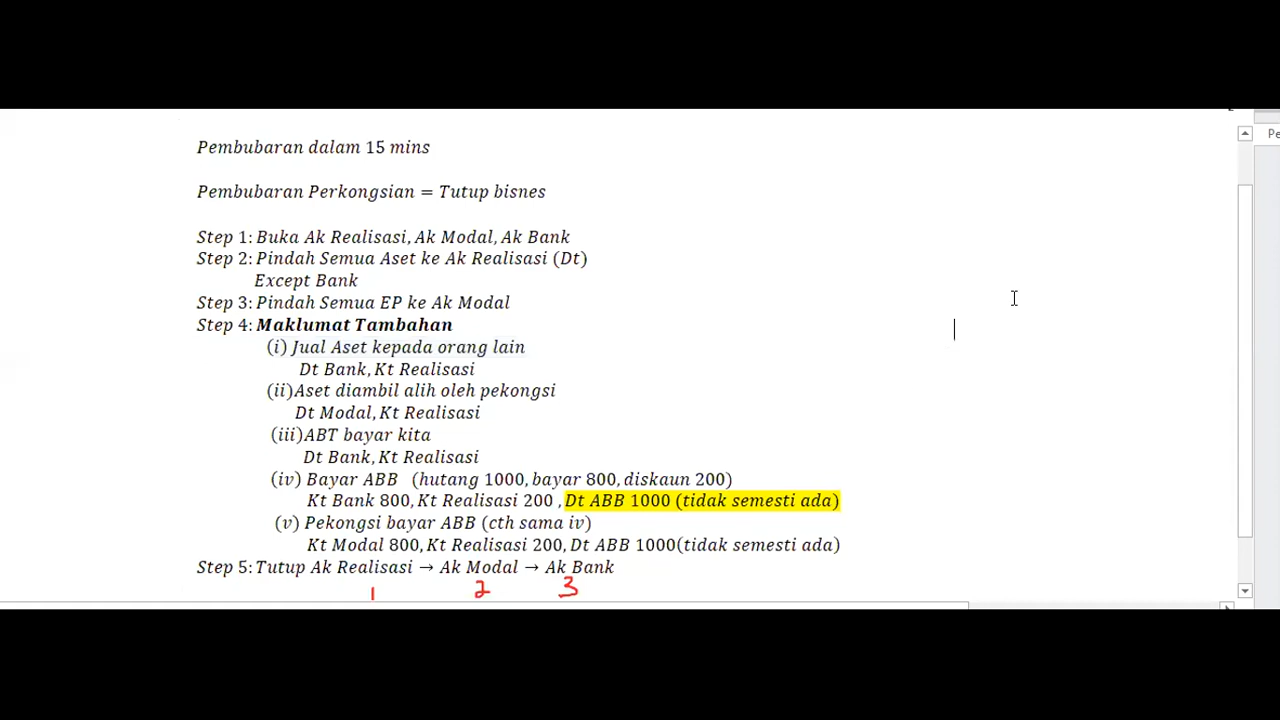 Pembubaran dalam 15 mins
Pembubaran Perkongsian = Tutup bisnes
Step 1: Buka Ak Realisasi, Ak Modal, Ak Bank
Step 2: Pindah Semua Aset ke Ak Realisasi (Dt)
Except Bank
Step 3: Pindah Semua EP ke Ak Modal
Step 4: Maklumat Tambahan
(i) Jual Aset kepada orang lain
Dt Bank, Kt Realisasi
(ii)Aset diambil alih oleh pekongsi
Dt Modal, Kt Realisasi
(iii)ABT bayar kita
Dt Bank, Kt Realisasi
(iv) Bayar ABB (hutang 1000, bayar 800, diskaun 200)
Kt Bank 800, Kt Realisasi 200 , Dt ABB 1000 (tidak semesti ada)
(v) Pekongsi bayar ABB (cth sama iv)
Kt Modal 800, Kt Realisasi 200, Dt ABB 1000(tidak semesti ada)
Step 5: Tutup Ak Realisasi → Ak Modal → Ak Bank
1 2 3
Pe